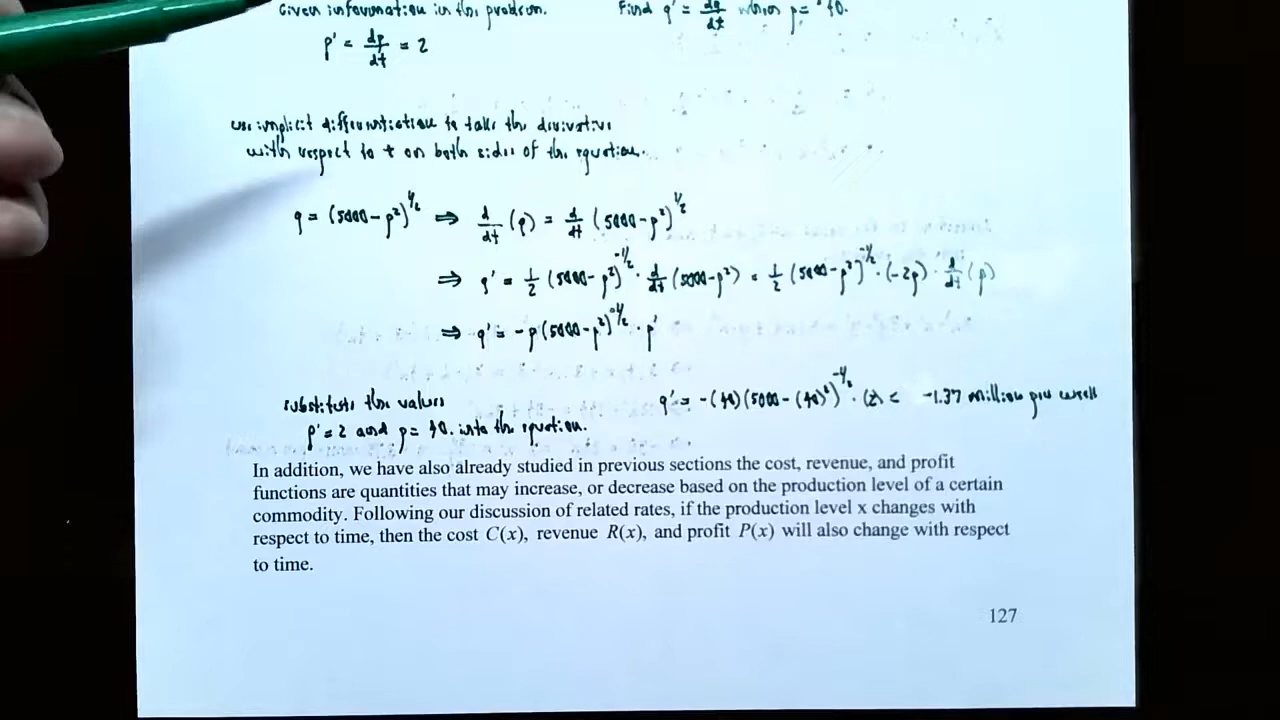 Given information in the problem. Find q' = dq/dt when p = 40.
p' = dp/dt = 2
use implicit differentiation to take the derivative
with respect to t on both sides of the equation.
q = (5000-p²)^1/2 ⇒ d/dt (q) = d/dt (5000-p²)^1/2
⇒ q' = 1/2 (5000-p²)^-1/2 · d/dt (5000-p²) = 1/2 (5000-p²)^-1/2 · (-2p) · d/dt (p)
⇒ q' = -p(5000-p²)^-1/2 · p'
substitute the values q' = -(40)(5000-(40)²)^-1/2 · (2) = -1.37 million per week
p' = 2 and p = 40. into the equation.
In addition, we have also already studied in previous sections the cost, revenue, and profit
functions are quantities that may increase, or decrease based on the production level of a certain
commodity. Following our discussion of related rates, if the production level x changes with
respect to time, then the cost C(x), revenue R(x), and profit P(x) will also change with respect
to time.
127